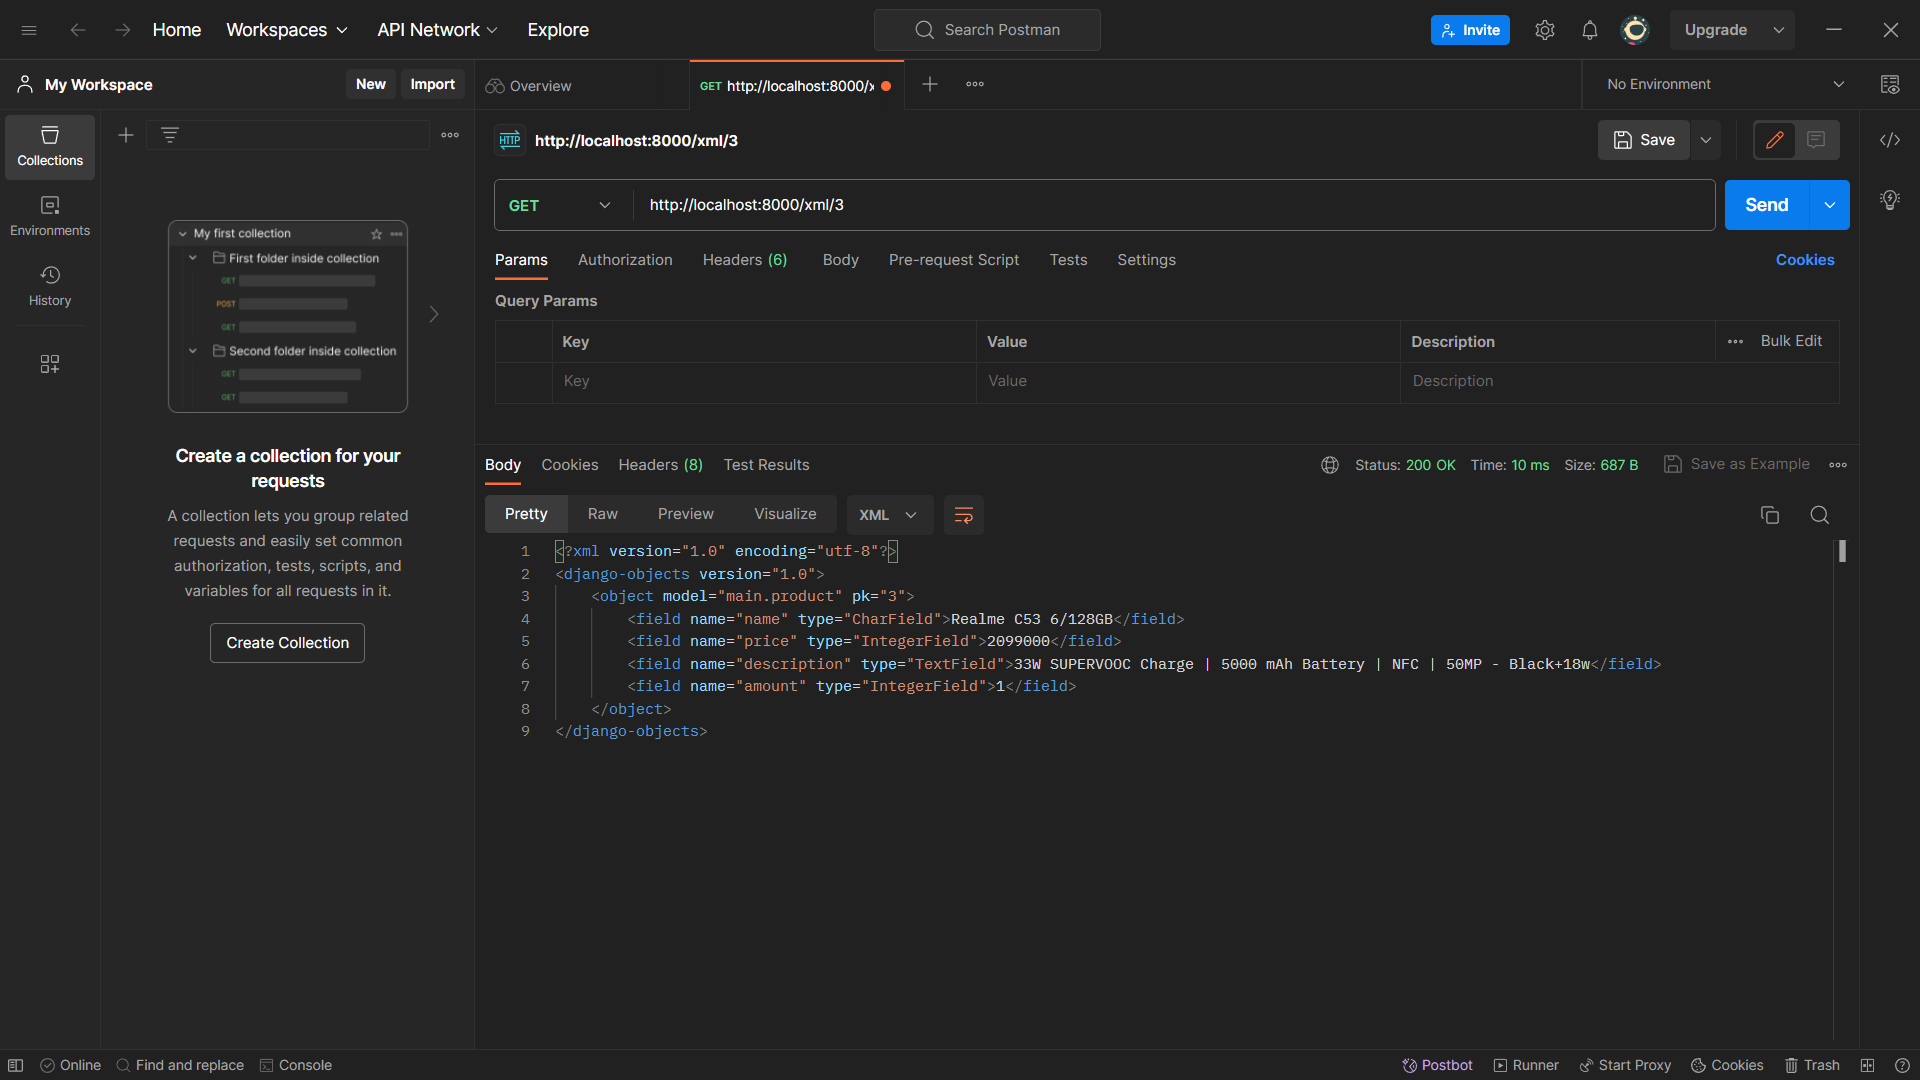 Home Workspaces API Network Explore Search Postman Invite Upgrade
My Workspace New Import Overview GET http://localhost:8000/x No Environment
Collections
Environments
History
My first collection
First folder inside collection
GET
POST
GET
Second folder inside collection
GET
GET
Create a collection for your
requests
A collection lets you group related
requests and easily set common
authorization, tests, scripts, and
variables for all requests in it.
Create Collection
HTTP http://localhost:8000/xml/3 Save
GET http://localhost:8000/xml/3 Send
Params Authorization Headers (6) Body Pre-request Script Tests Settings Cookies
Query Params
Key Value Description Bulk Edit
Key Value Description
Body Cookies Headers (8) Test Results Status: 200 OK Time: 10 ms Size: 687 B Save as Example
Pretty Raw Preview Visualize XML
1 <?xml version="1.0" encoding="utf-8"?>
2 <django-objects version="1.0">
3 <object model="main.product" pk="3">
4 <field name="name" type="CharField">Realme C53 6/128GB</field>
5 <field name="price" type="IntegerField">2099000</field>
6 <field name="description" type="TextField">33W SUPERVOOC Charge | 5000 mAh Battery | NFC | 50MP - Black+18w</field>
7 <field name="amount" type="IntegerField">1</field>
8 </object>
9 </django-objects>
Online Find and replace Console Postbot Runner Start Proxy Cookies Trash